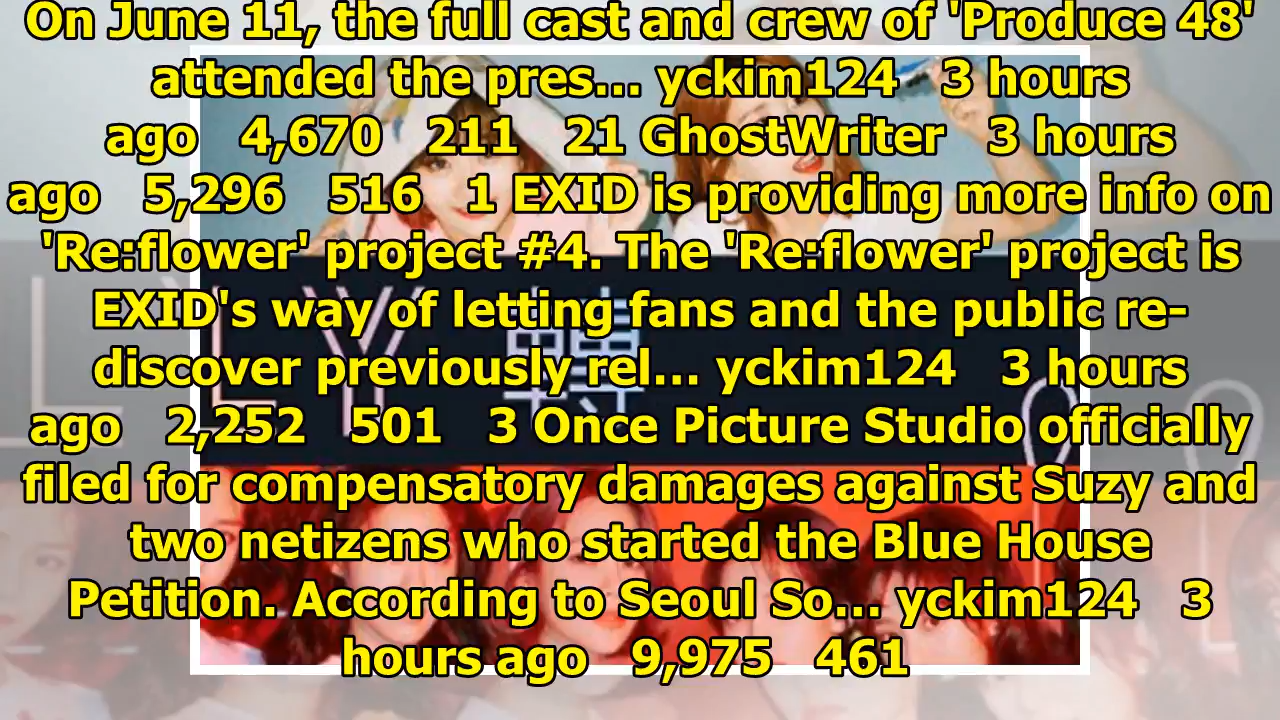 On June 11, the full cast and crew of 'Produce 48'
attended the pres... yckim124 3 hours
ago 4,670 211 21 GhostWriter 3 hours
ago 5,296 516 1 EXID is providing more info on
'Re:flower' project #4. The 'Re:flower' project is
EXID's way of letting fans and the public re-
discover previously rel... yckim124 3 hours
ago 2,252 501 3 Once Picture Studio officially
filed for compensatory damages against Suzy and
two netizens who started the Blue House
Petition. According to Seoul So... yckim124 3
hours ago 9,975 461
LLY 轉